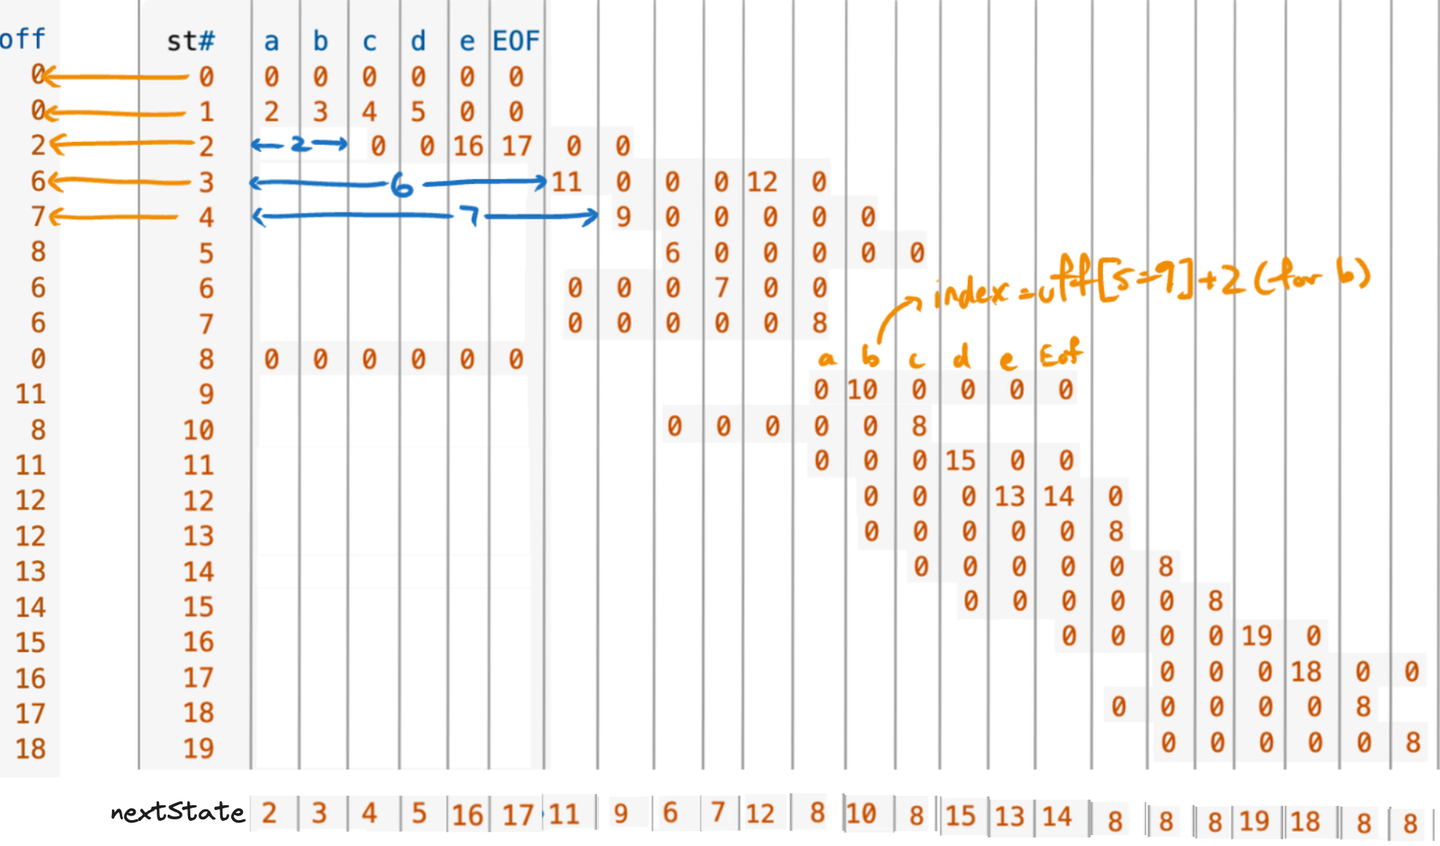 off st# a b c d e EOF
0 0 0 0 0 0 0 0
0 1 2 3 4 5 0 0
2 2 2 0 0 16 17 0 0
6 3 6 11 0 0 0 12 0
7 4 7 9 0 0 0 0 0
8 5 6 0 0 0 0 0
6 6 0 0 0 7 0 0
index = off[s=9]+2 (for b)
6 7 0 0 0 0 0 8
0 8 0 0 0 0 0 0
a b c d e Eof
11 9 0 10 0 0 0 0
8 10 0 0 0 0 0 8
11 11 0 0 0 15 0 0
12 12 0 0 0 13 14 0
12 13 0 0 0 0 0 8
13 14 0 0 0 0 0 8
14 15 0 0 0 0 0 8
15 16 0 0 0 0 19 0
16 17 0 0 0 18 0 0
17 18 0 0 0 0 0 8
18 19 0 0 0 0 0 8
nextState 2 3 4 5 16 17 11 9 6 7 12 8 10 8 15 13 14 8 8 8 19 18 8 8